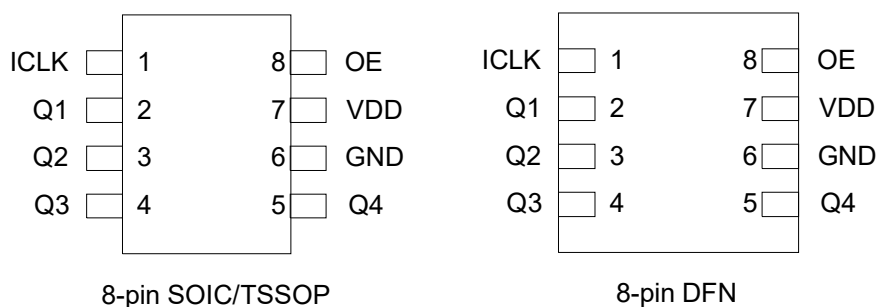 ICLK 1 8 OE
Q1 2 7 VDD
Q2 3 6 GND
Q3 4 5 Q4
8-pin SOIC/TSSOP
ICLK 1 8 OE
Q1 2 7 VDD
Q2 3 6 GND
Q3 4 5 Q4
8-pin DFN